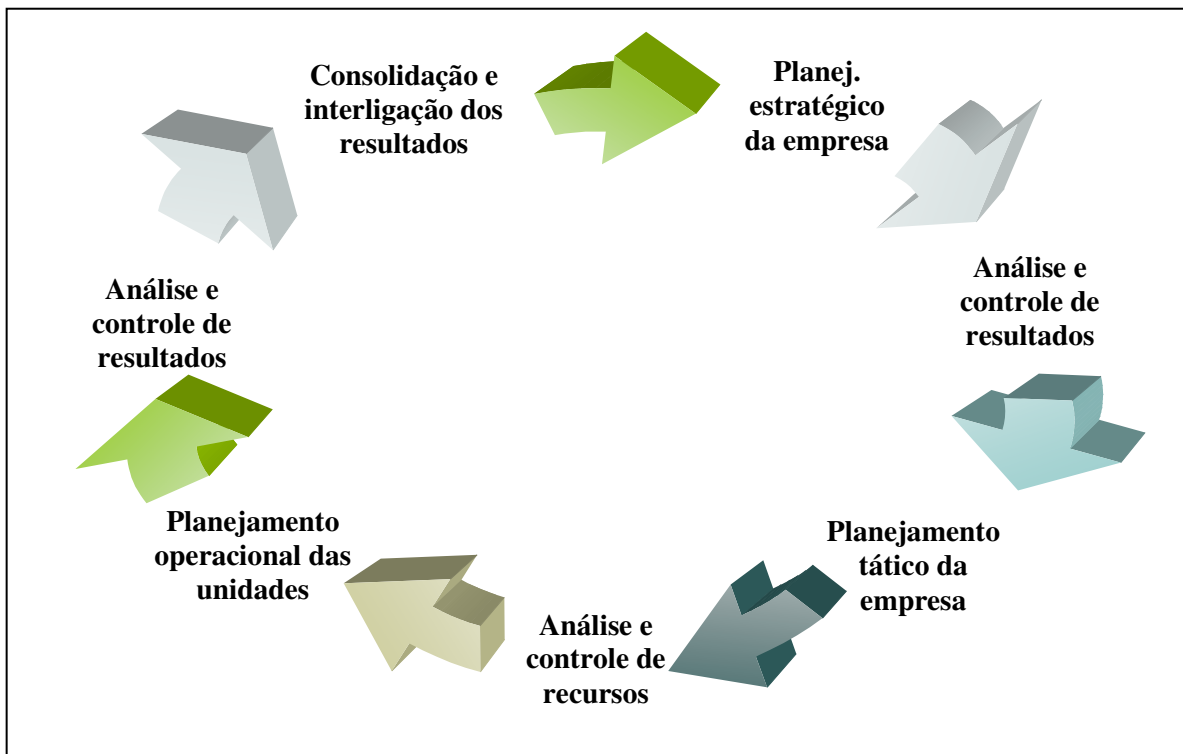 Consolidação e
interligação dos
resultados
Planej.
estratégico
da empresa
Análise e
controle de
resultados
Planejamento
tático da
empresa
Análise e
controle de
recursos
Planejamento
operacional das
unidades
Análise e
controle de
resultados